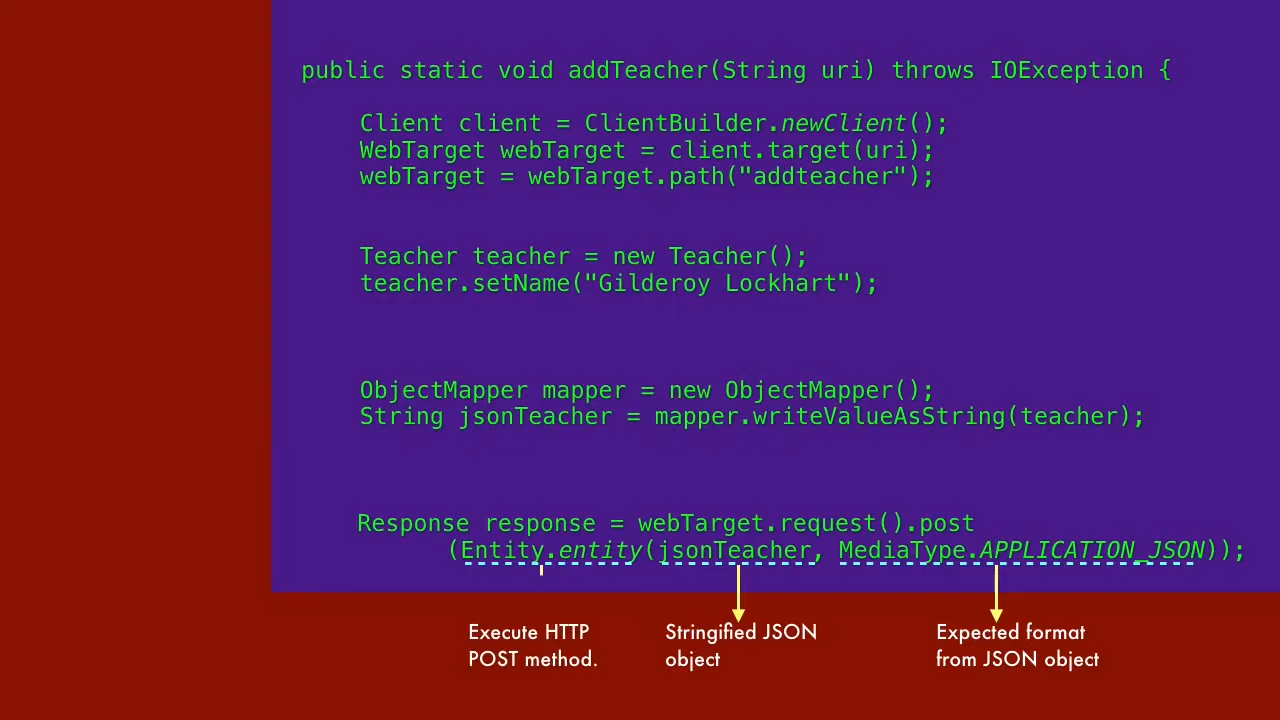 public static void addTeacher(String uri) throws IOException {
Client client = ClientBuilder.newClient();
WebTarget webTarget = client.target(uri);
webTarget = webTarget.path("addteacher");
Teacher teacher = new Teacher();
teacher.setName("Gilderoy Lockhart");
ObjectMapper mapper = new ObjectMapper();
String jsonTeacher = mapper.writeValueAsString(teacher);
Response response = webTarget.request().post
(Entity.entity(jsonTeacher, MediaType.APPLICATION_JSON));
Execute HTTP
POST method.
Stringified JSON
object
Expected format
from JSON object